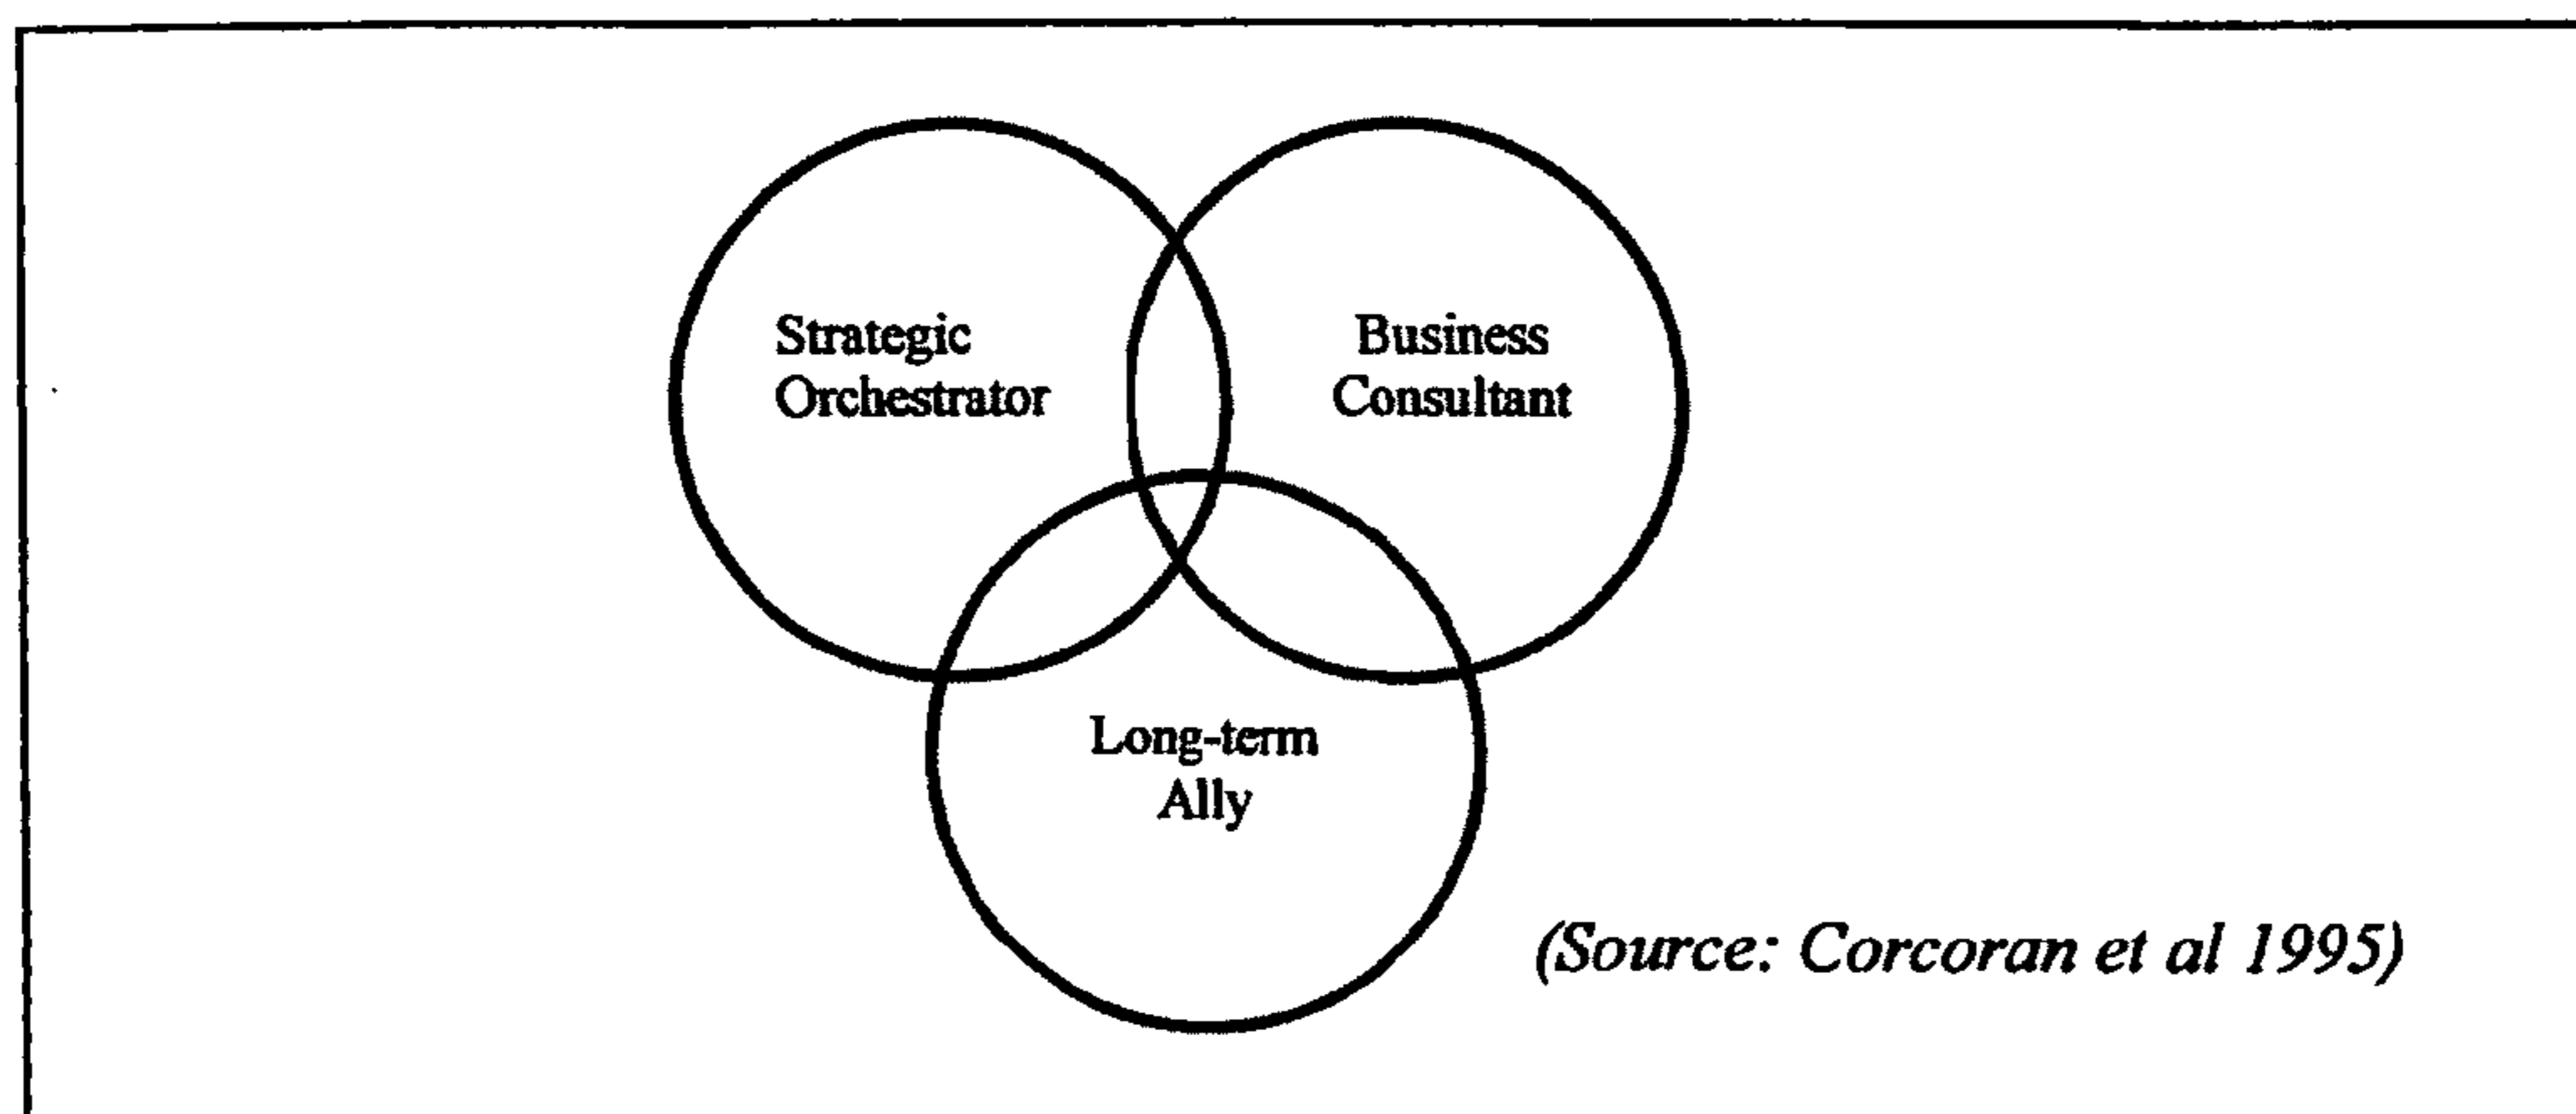 Strategic
Orchestrator
Business
Consultant
Long-term
Ally
(Source: Corcoran et al 1995)